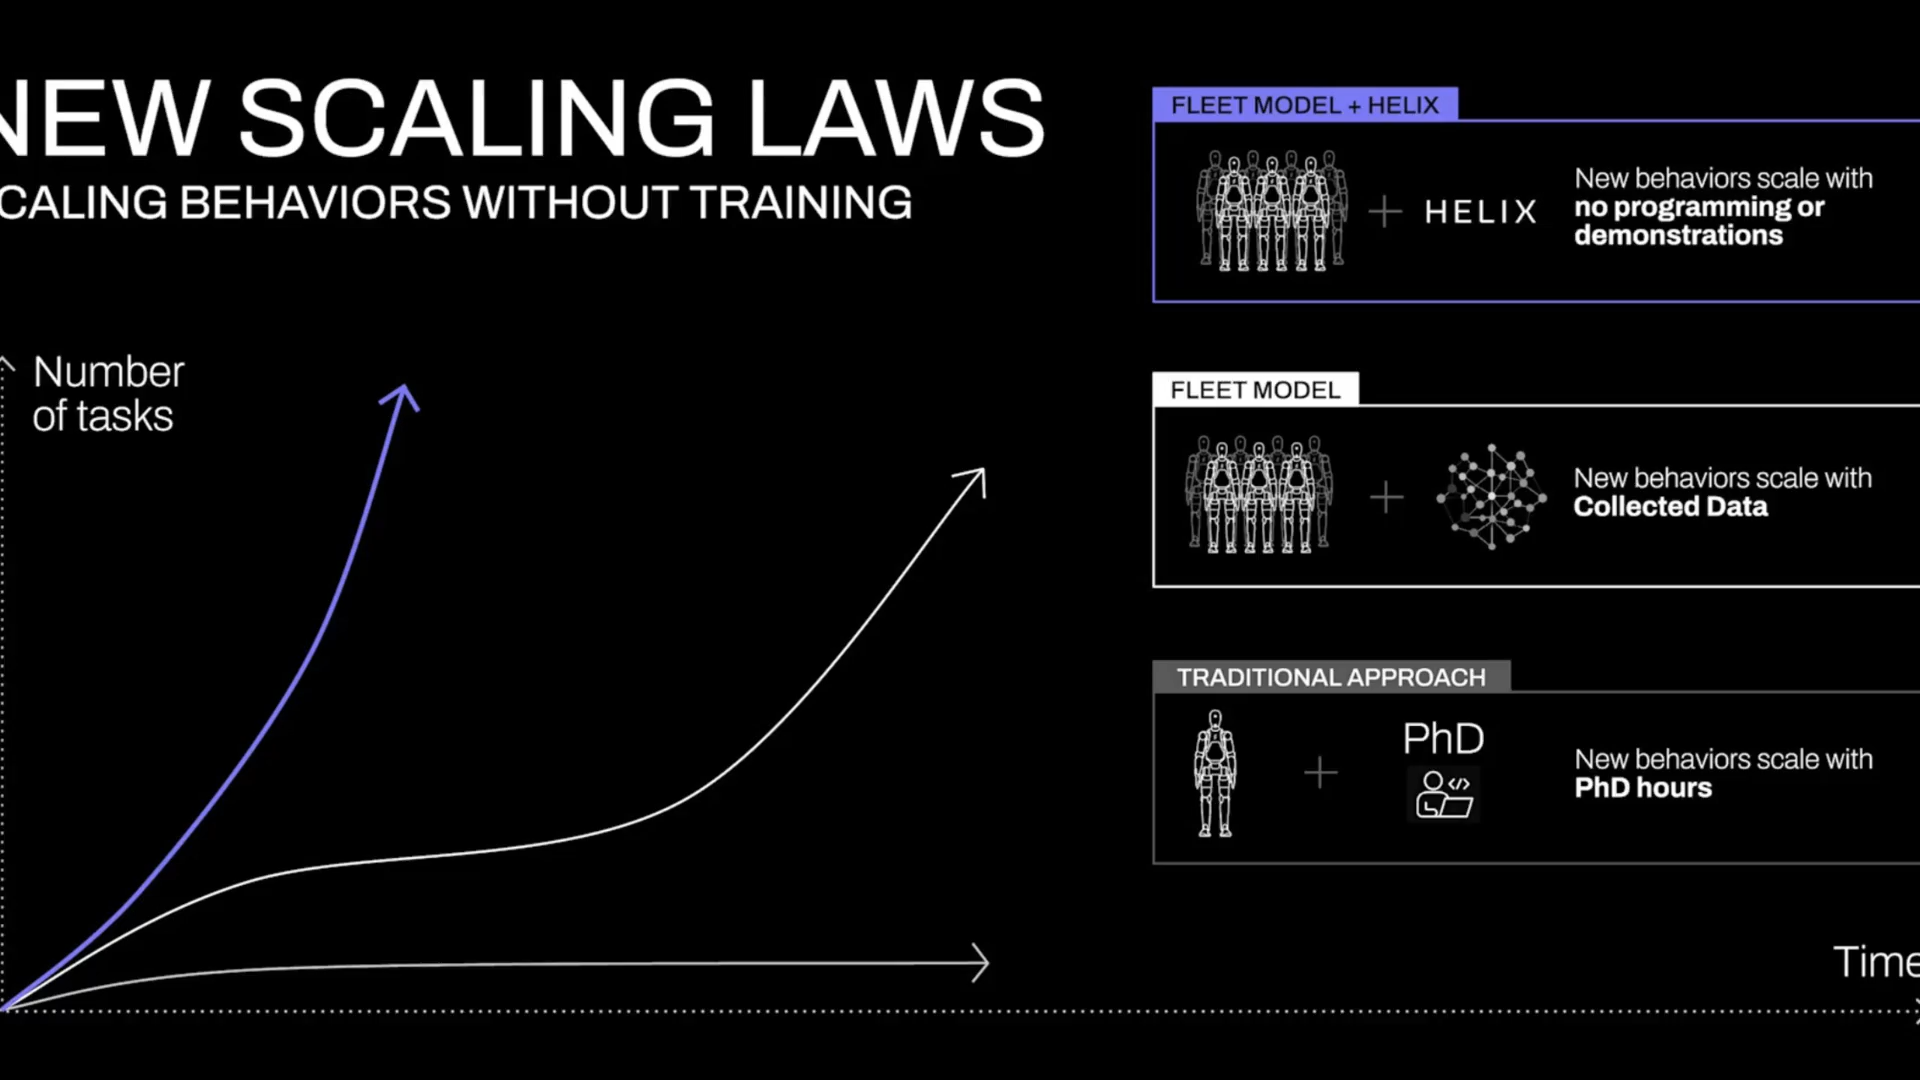 NEW SCALING LAWS
CALING BEHAVIORS WITHOUT TRAINING
Number
of tasks
FLEET MODEL + HELIX
HELIX
New behaviors scale with
no programming or
demonstrations
FLEET MODEL
New behaviors scale with
Collected Data
TRADITIONAL APPROACH
PhD
</>
New behaviors scale with
PhD hours
Time